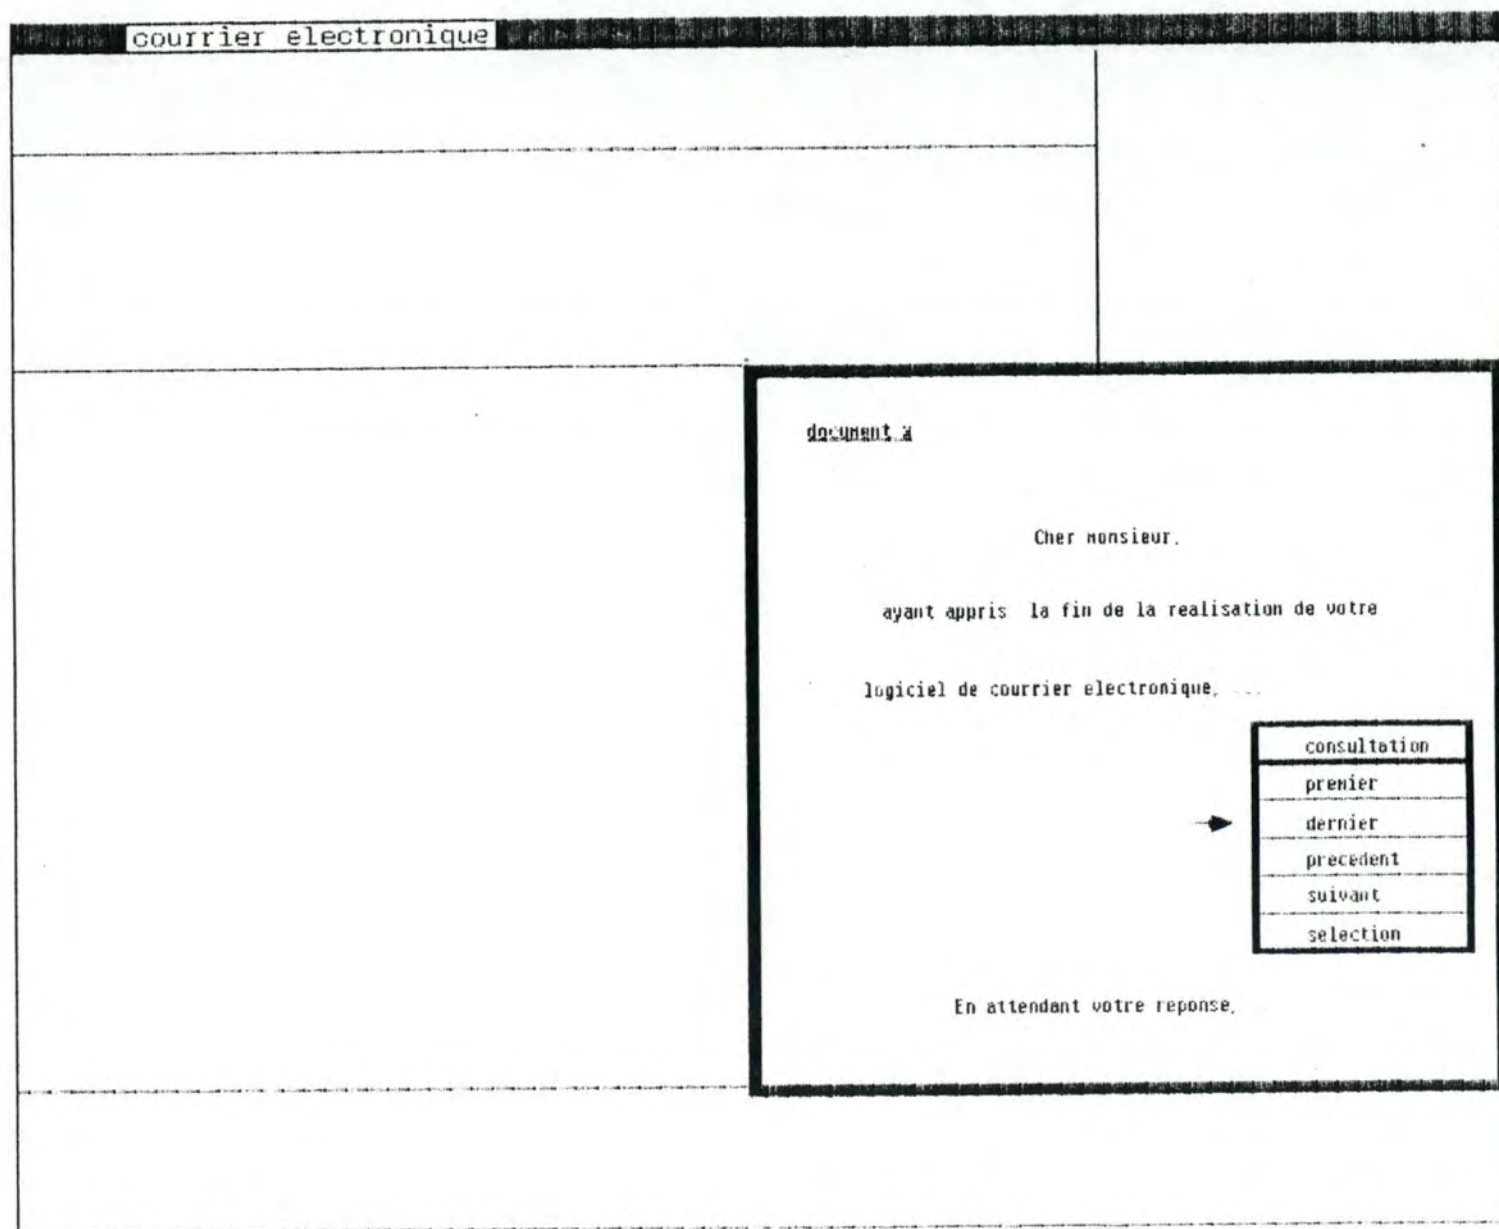 courrier electronique
document a
Cher monsieur,
ayant appris la fin de la realisation de votre
logiciel de courrier electronique, ...
consultation
premier
dernier
precedent
suivant
selection
En attendant votre reponse,